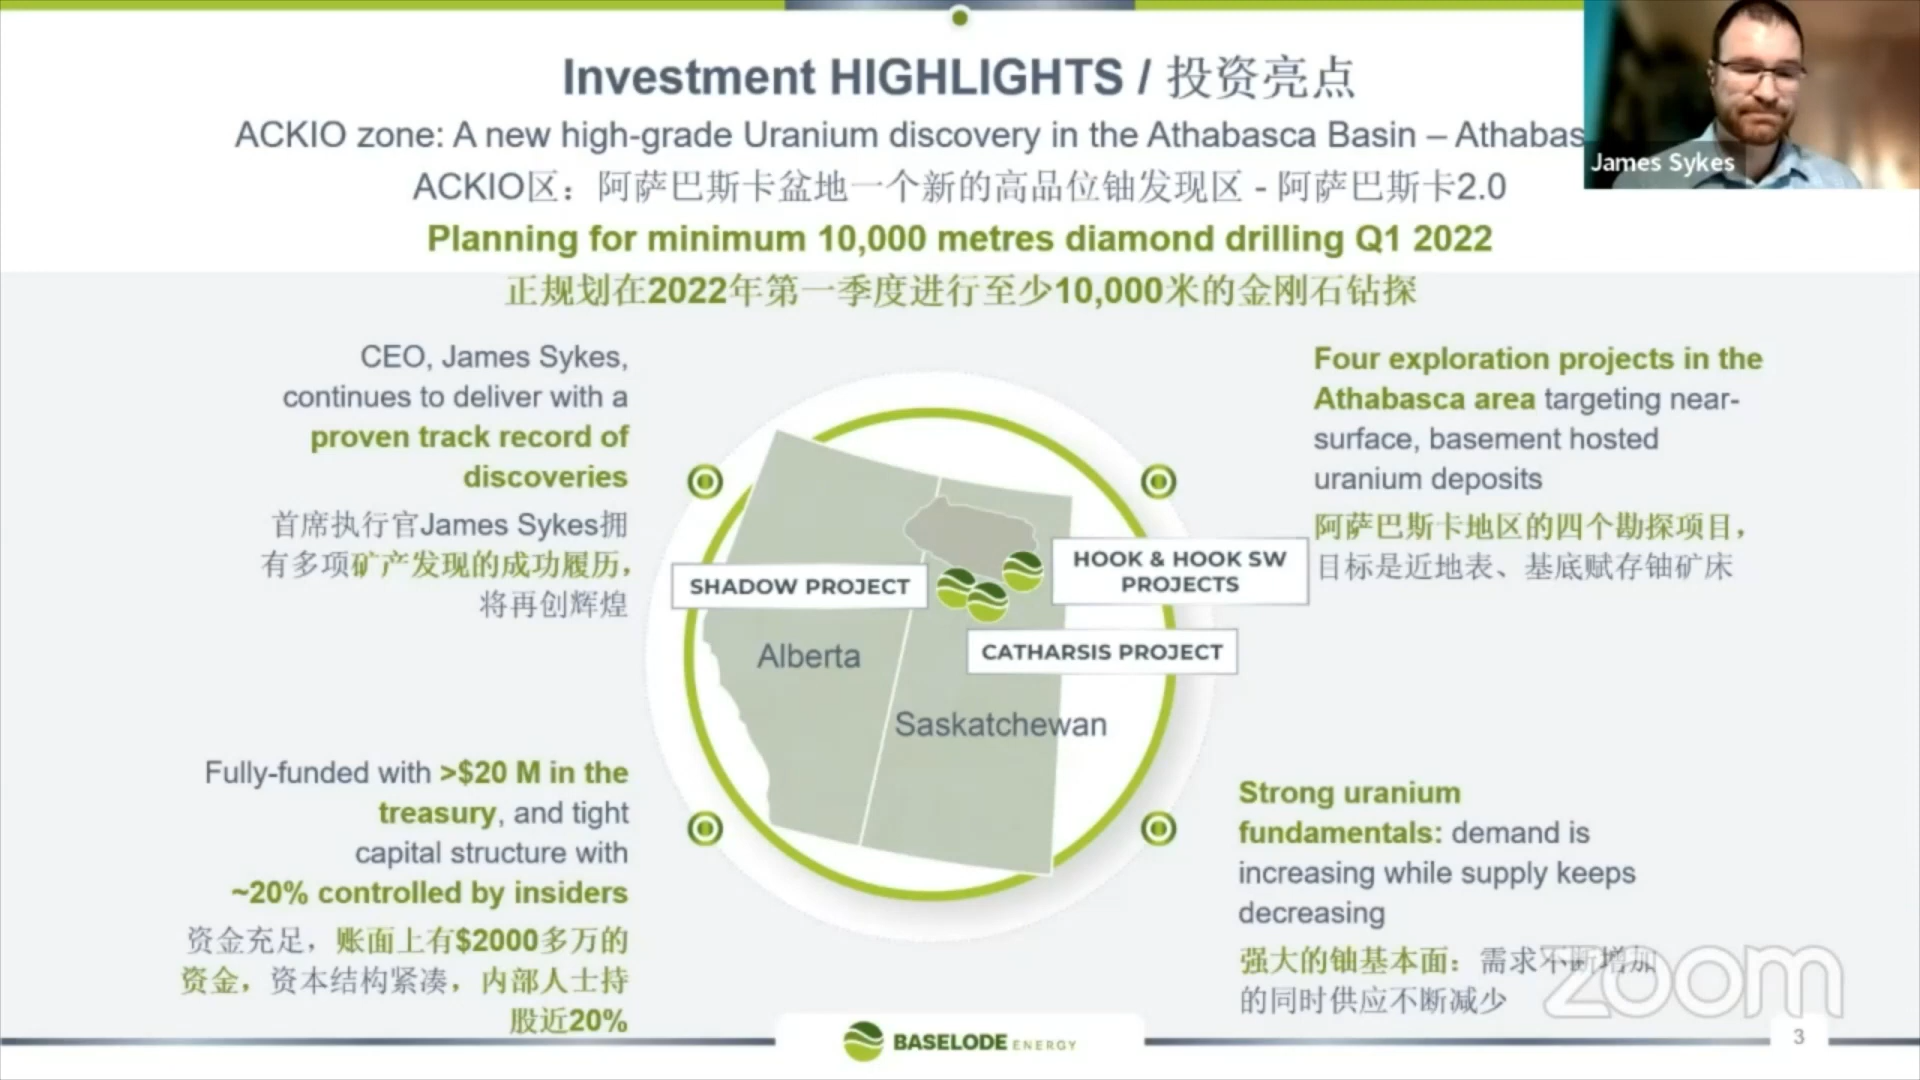 Investment HIGHLIGHTS / 投资亮点
ACKIO zone: A new high-grade Uranium discovery in the Athabasca Basin – Athabas
ACKIO区：阿萨巴斯卡盆地一个新的高品位铀发现区 - 阿萨巴斯卡2.0
Planning for minimum 10,000 metres diamond drilling Q1 2022
正规划在2022年第一季度进行至少10,000米的金刚石钻探
James Sykes
CEO, James Sykes,
continues to deliver with a
proven track record of
discoveries
首席执行官James Sykes拥
有多项矿产发现的成功履历，
将再创辉煌
Fully-funded with >$20 M in the
treasury, and tight
capital structure with
~20% controlled by insiders
资金充足，账面上有$2000多万的
资金，资本结构紧凑，内部人士持
股近20%
SHADOW PROJECT
HOOK & HOOK SW
PROJECTS
CATHARSIS PROJECT
Alberta
Saskatchewan
Four exploration projects in the
Athabasca area targeting near-
surface, basement hosted
uranium deposits
阿萨巴斯卡地区的四个勘探项目，
目标是近地表、基底赋存铀矿床
Strong uranium
fundamentals: demand is
increasing while supply keeps
decreasing
强大的铀基本面：需求不断增加
的同时供应不断减少
zoom
BASELODE ENERGY
3